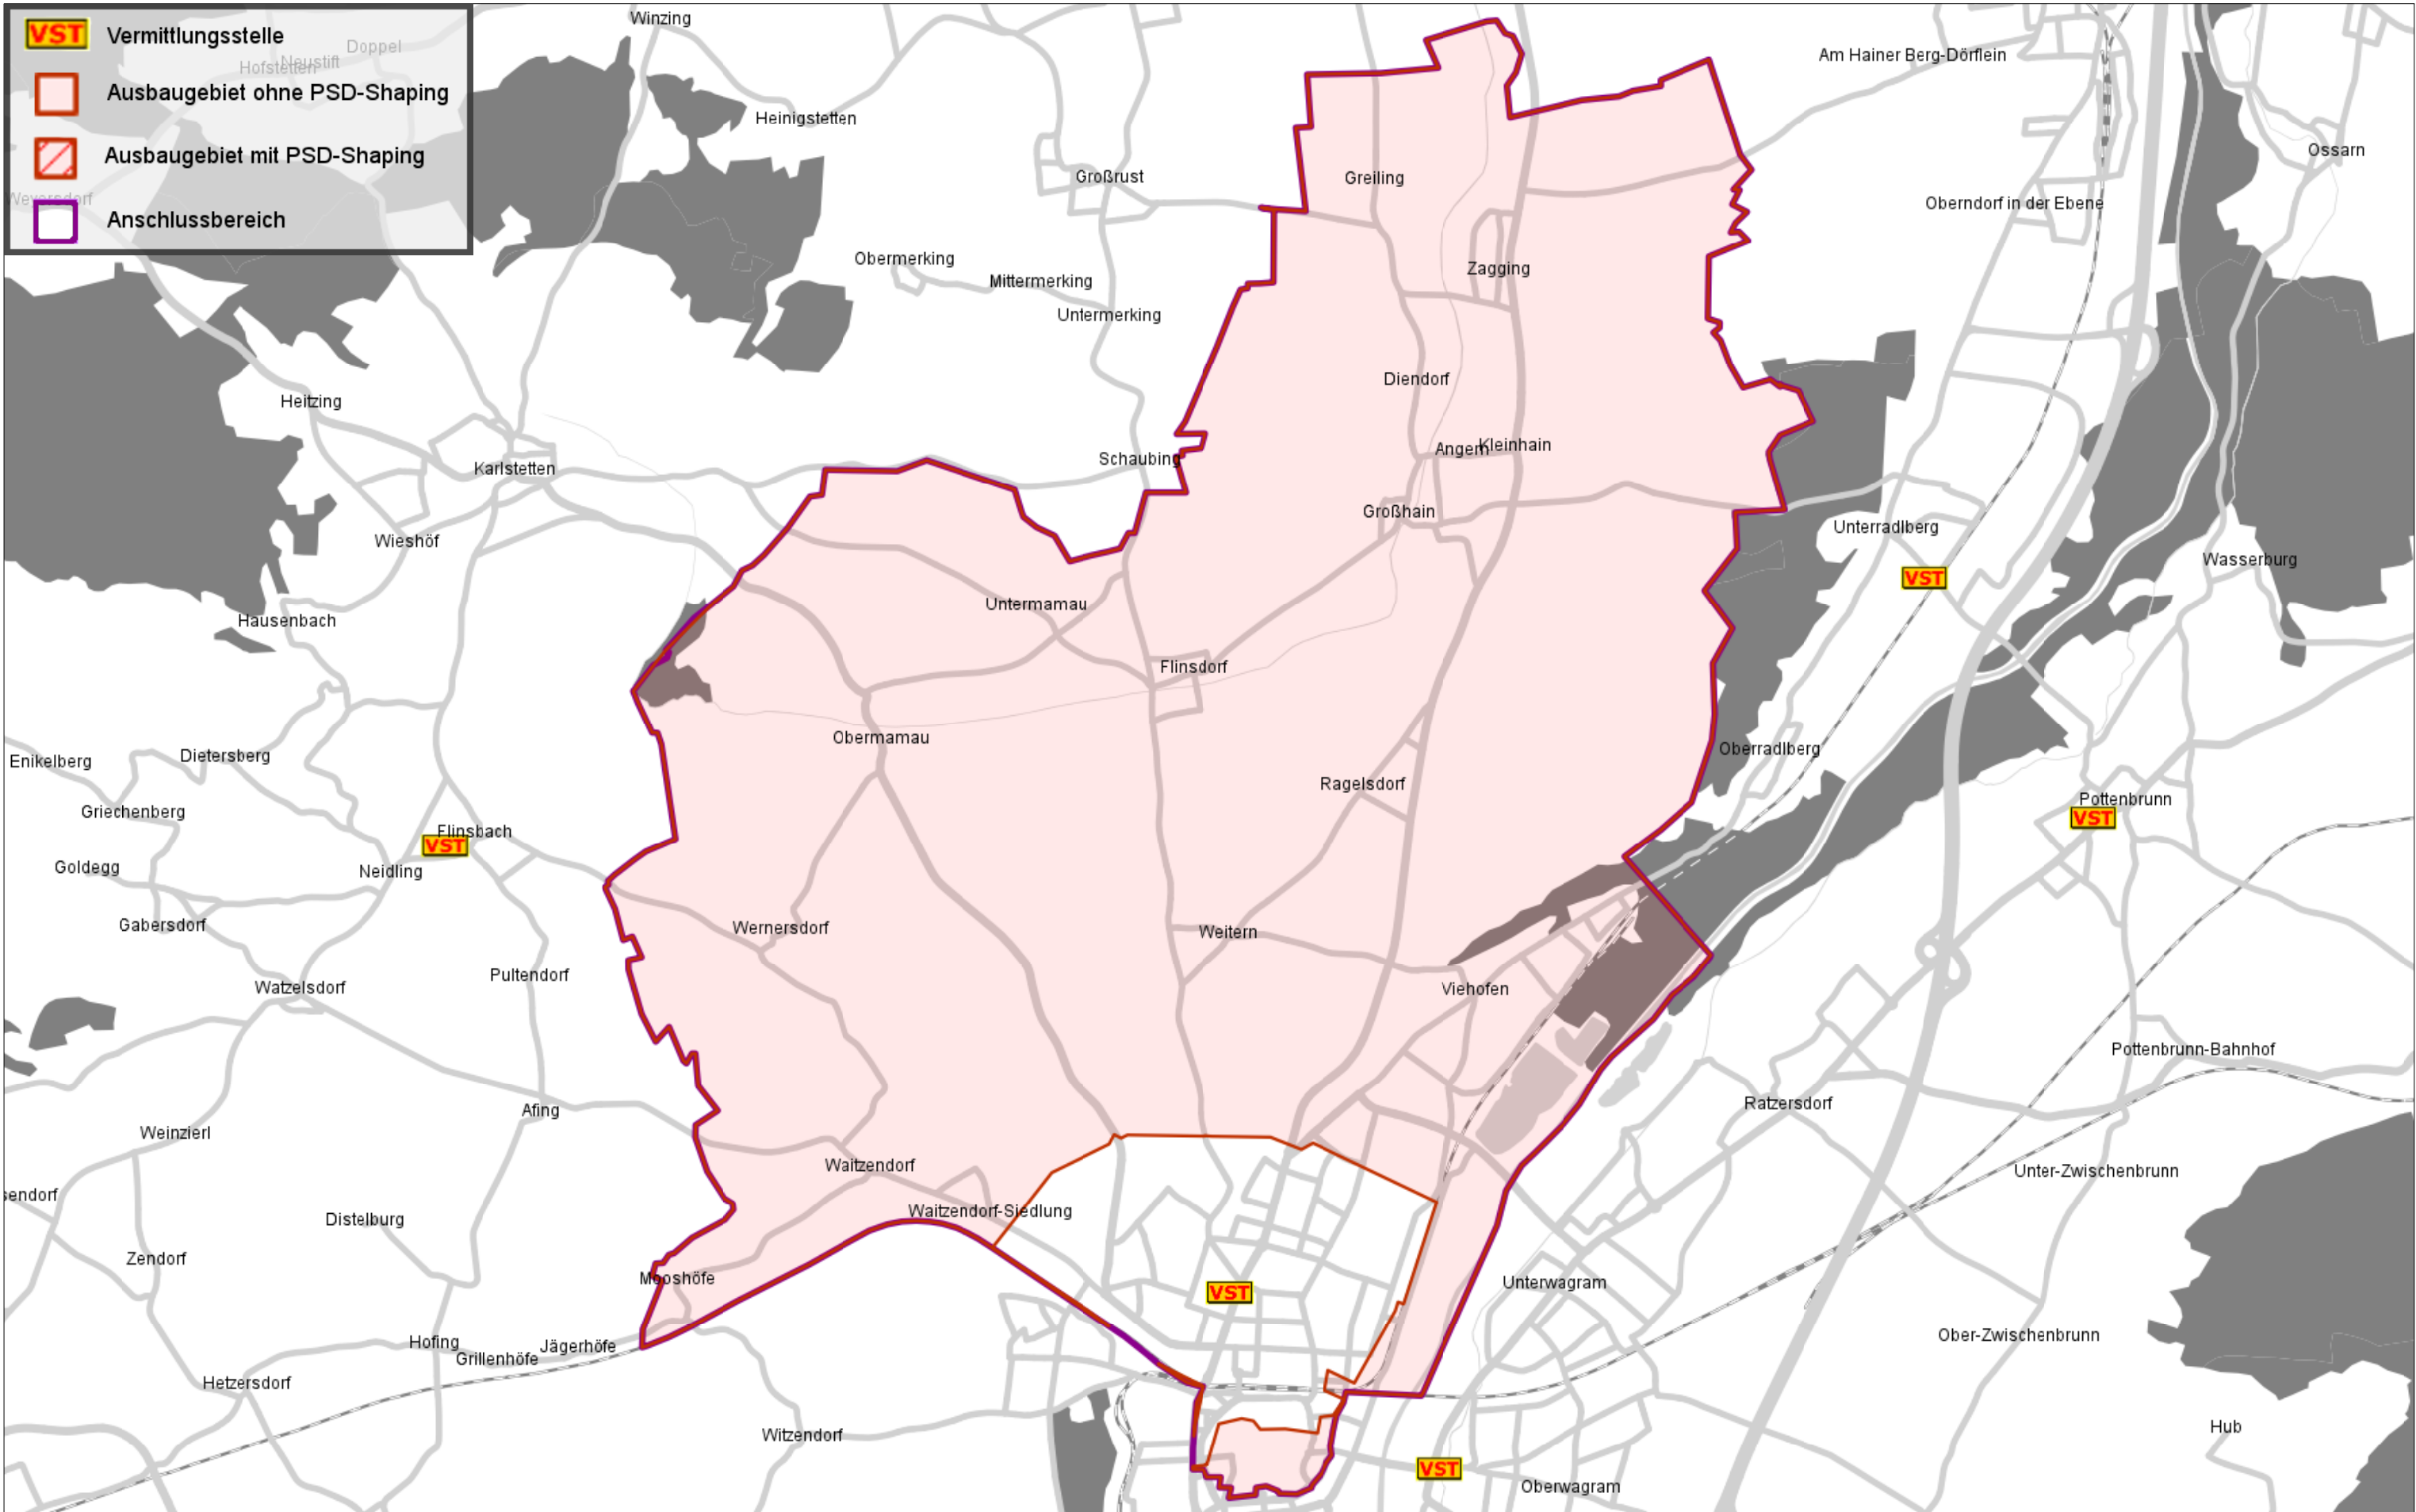 VST Vermittlungsstelle
Ausbaugebiet ohne PSD-Shaping
Ausbaugebiet mit PSD-Shaping
Anschlussbereich
Doppel
Neustift
Hofstetten
Weyersdorf
Winzing
Am Hainer Berg-Dörflein
Heinigstetten
Ossarn
Großrust
Greiling
Oberndorf in der Ebene
Obermerking
Zagging
Mittermerking
Untermerking
Diendorf
Heitzing
Angern
Kleinhain
Schaubing
Karlstetten
Großhain
Unterradlberg
Wieshöf
Wasserburg
VST
Untermamau
Hausenbach
Flinsdorf
Obermamau
Oberradlberg
Dietersberg
Enikelberg
Ragelsdorf
Pottenbrunn
VST
Griechenberg
Flinsbach
VST
Goldegg
Neidling
Gabersdorf
Wernersdorf
Weitern
Pultendorf
Watzelsdorf
Viehofen
Pottenbrunn-Bahnhof
Ratzersdorf
Afing
Weinzierl
Waitzendorf
Unter-Zwischenbrunn
sendorf
Waitzendorf-Siedlung
Distelburg
Zendorf
Mooshöfe
Unterwagram
VST
Ober-Zwischenbrunn
Hofing
Jägerhöfe
Grillenhöfe
Hetzersdorf
Hub
Witzendorf
VST
Oberwagram